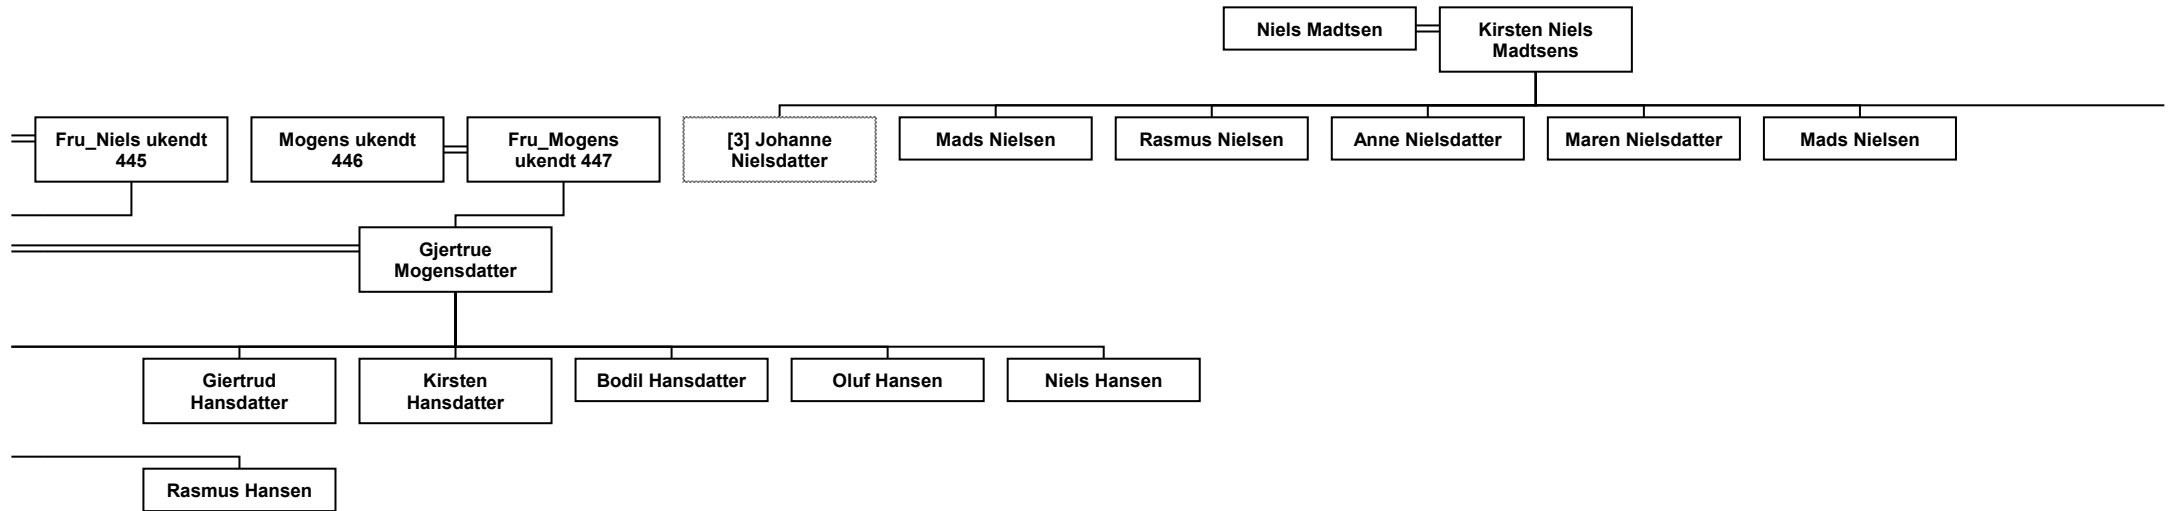 Niels Madtsen
Kirsten Niels
Madtsens
Fru_Niels ukendt
445
Mogens ukendt
446
Fru_Mogens
ukendt 447
[3] Johanne
Nielsdatter
Mads Nielsen
Rasmus Nielsen
Anne Nielsdatter
Maren Nielsdatter
Mads Nielsen
Gjertrue
Mogensdatter
Giertrud
Hansdatter
Kirsten
Hansdatter
Bodil Hansdatter
Oluf Hansen
Niels Hansen
Rasmus Hansen